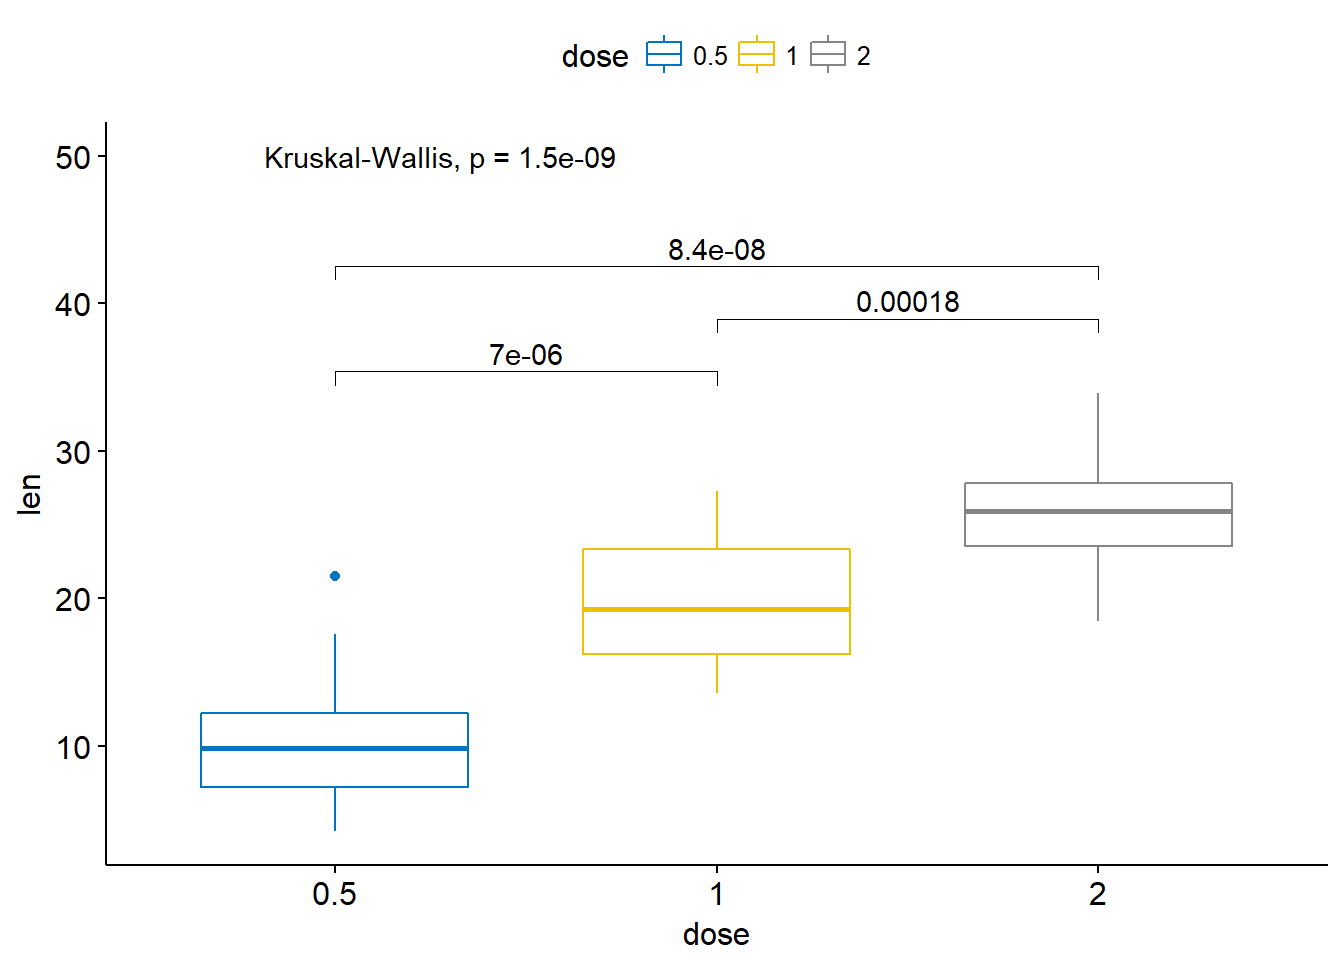 dose 0.5 1 2
50
Kruskal-Wallis, p = 1.5e-09
8.4e-08
40
0.00018
7e-06
30
len
20
10
0.5 1 2
dose